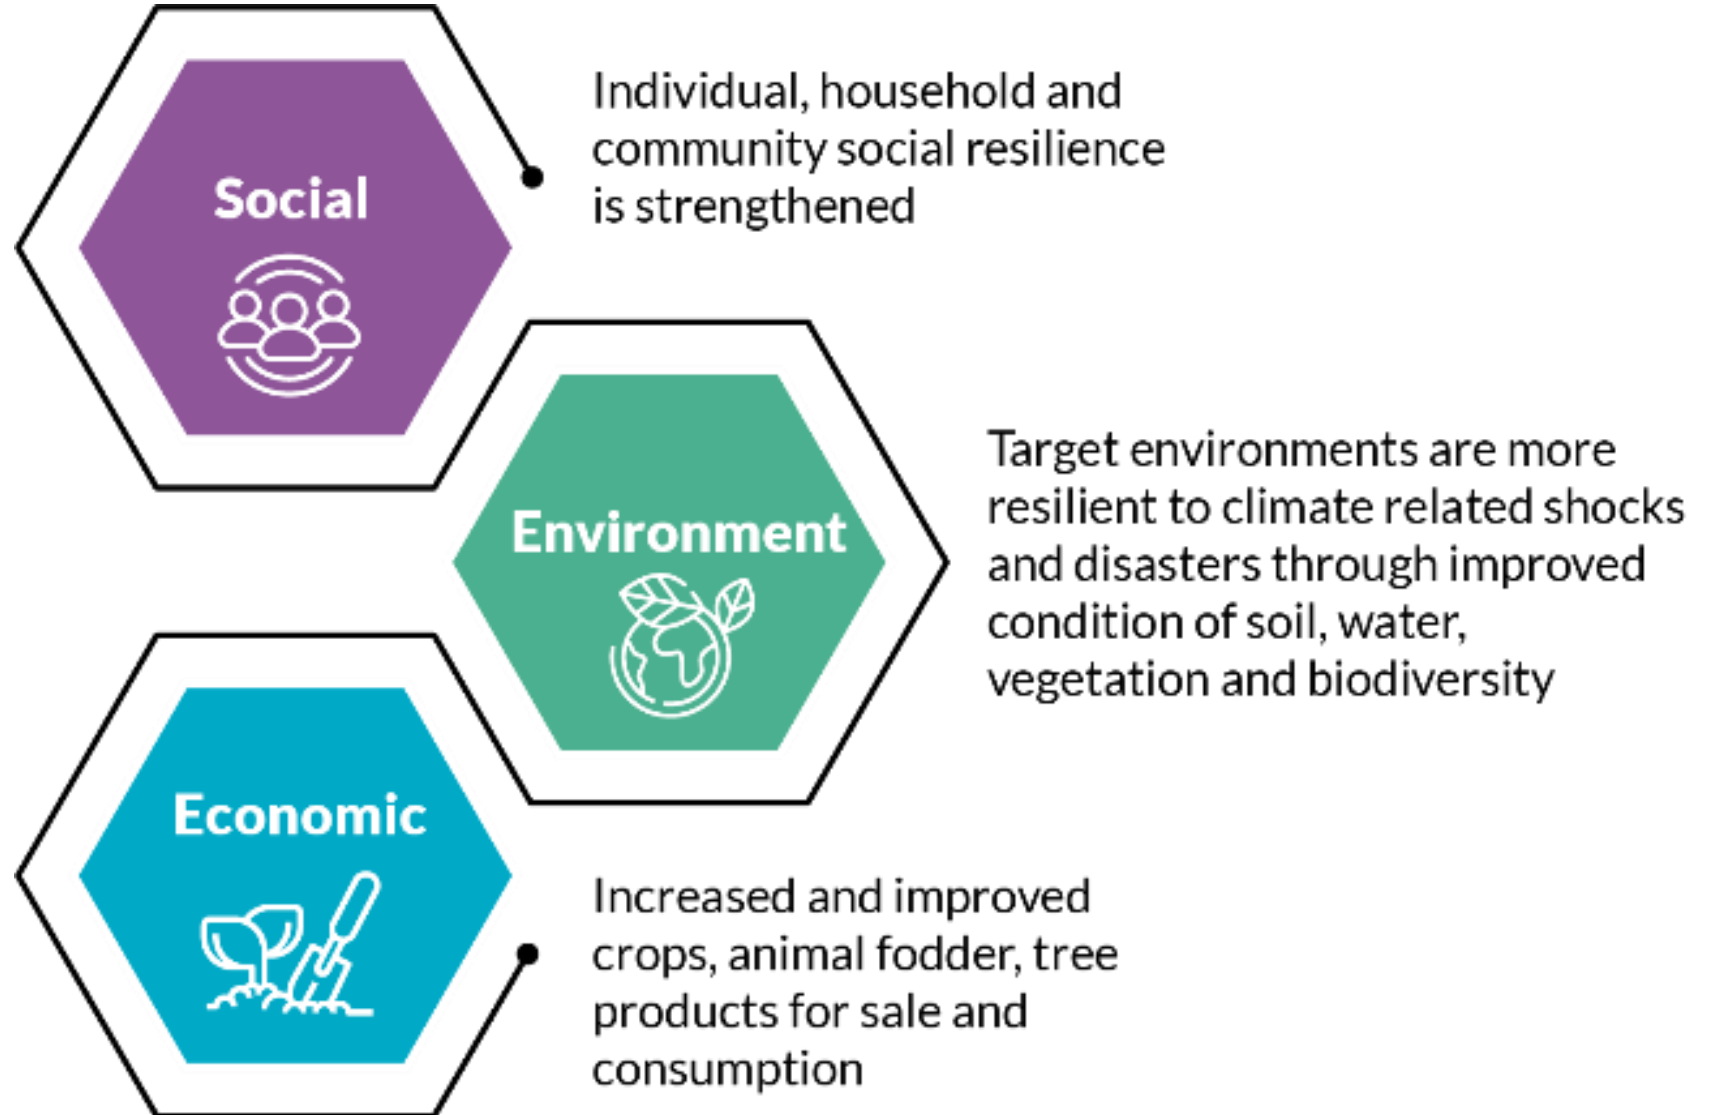 Social
Individual, household and
community social resilience
is strengthened
Environment
Target environments are more
resilient to climate related shocks
and disasters through improved
condition of soil, water,
vegetation and biodiversity
Economic
Increased and improved
crops, animal fodder, tree
products for sale and
consumption